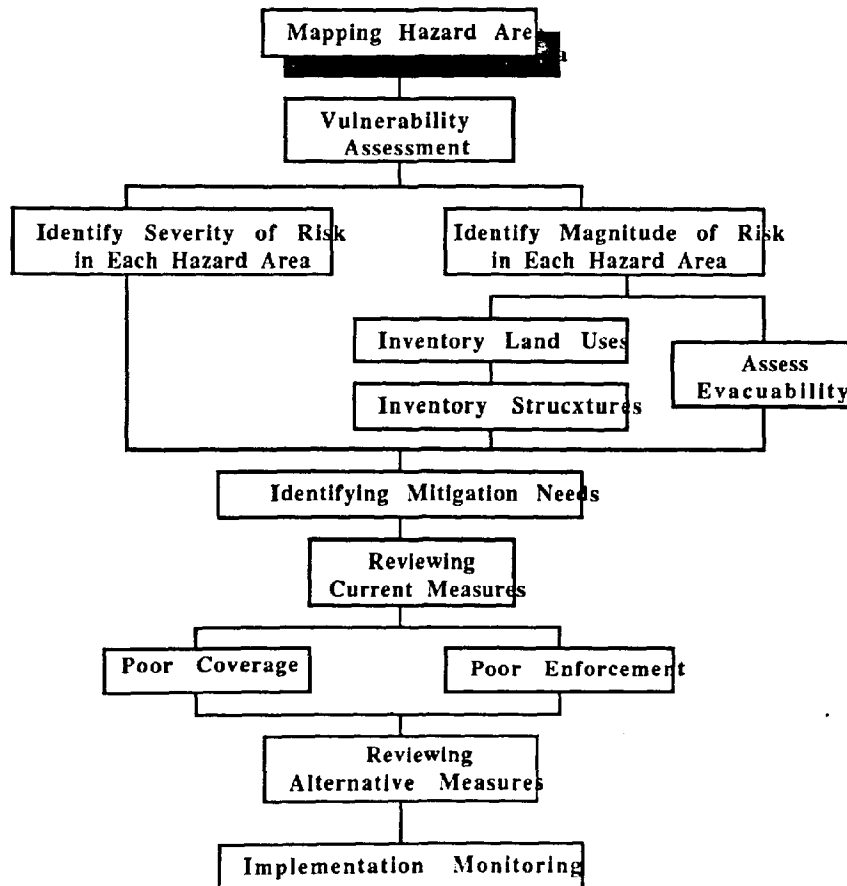 Mapping Hazard Area
Vulnerability
Assessment
Identify Severity of Risk
in Each Hazard Area
Identify Magnitude of Risk
in Each Hazard Area
Inventory Land Uses
Assess
Evacuability
Inventory Strucxtures
Identifying Mitigation Needs
Reviewing
Current Measures
Poor Coverage
Poor Enforcement
Reviewing
Alternative Measures
Implementation Monitoring